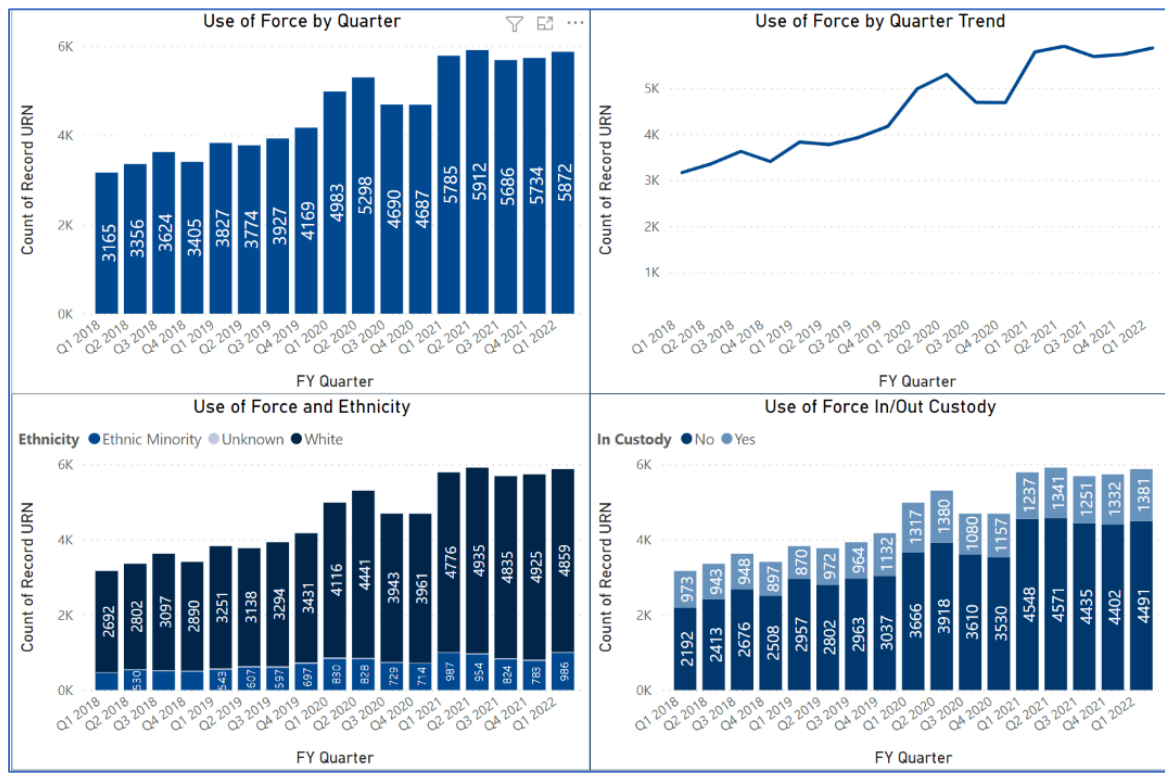 Use of Force by Quarter
Count of Record URN
6K
4K
2K
0K
3165
3356
3624
3405
3827
3774
3927
4169
4983
5298
4690
4687
5785
5912
5686
5734
5872
Q1 2018
Q2 2018
Q3 2018
Q4 2018
Q1 2019
Q2 2019
Q3 2019
Q4 2019
Q1 2020
Q2 2020
Q3 2020
Q4 2020
Q1 2021
Q2 2021
Q3 2021
Q4 2021
Q1 2022
FY Quarter
Use of Force by Quarter Trend
Count of Record URN
5K
4K
3K
2K
1K
Q1 2018
Q2 2018
Q3 2018
Q4 2018
Q1 2019
Q2 2019
Q3 2019
Q4 2019
Q1 2020
Q2 2020
Q3 2020
Q4 2020
Q1 2021
Q2 2021
Q3 2021
Q4 2021
Q1 2022
FY Quarter
Use of Force and Ethnicity
Ethnicity Ethnic Minority Unknown White
Count of Record URN
6K
4K
2K
0K
2692
2802
3097
2890
3251
3138
3294
3431
4116
4441
3943
3961
4776
4935
4835
4925
4859
530
543
607
597
697
830
828
729
714
987
954
824
783
986
Q1 2018
Q2 2018
Q3 2018
Q4 2018
Q1 2019
Q2 2019
Q3 2019
Q4 2019
Q1 2020
Q2 2020
Q3 2020
Q4 2020
Q1 2021
Q2 2021
Q3 2021
Q4 2021
Q1 2022
FY Quarter
Use of Force In/Out Custody
In Custody No Yes
Count of Record URN
6K
4K
2K
0K
973
943
948
897
870
972
964
1132
1317
1380
1080
1157
1237
1341
1251
1332
1381
2192
2413
2676
2508
2957
2802
2963
3037
3666
3918
3610
3530
4548
4571
4435
4402
4491
Q1 2018
Q2 2018
Q3 2018
Q4 2018
Q1 2019
Q2 2019
Q3 2019
Q4 2019
Q1 2020
Q2 2020
Q3 2020
Q4 2020
Q1 2021
Q2 2021
Q3 2021
Q4 2021
Q1 2022
FY Quarter